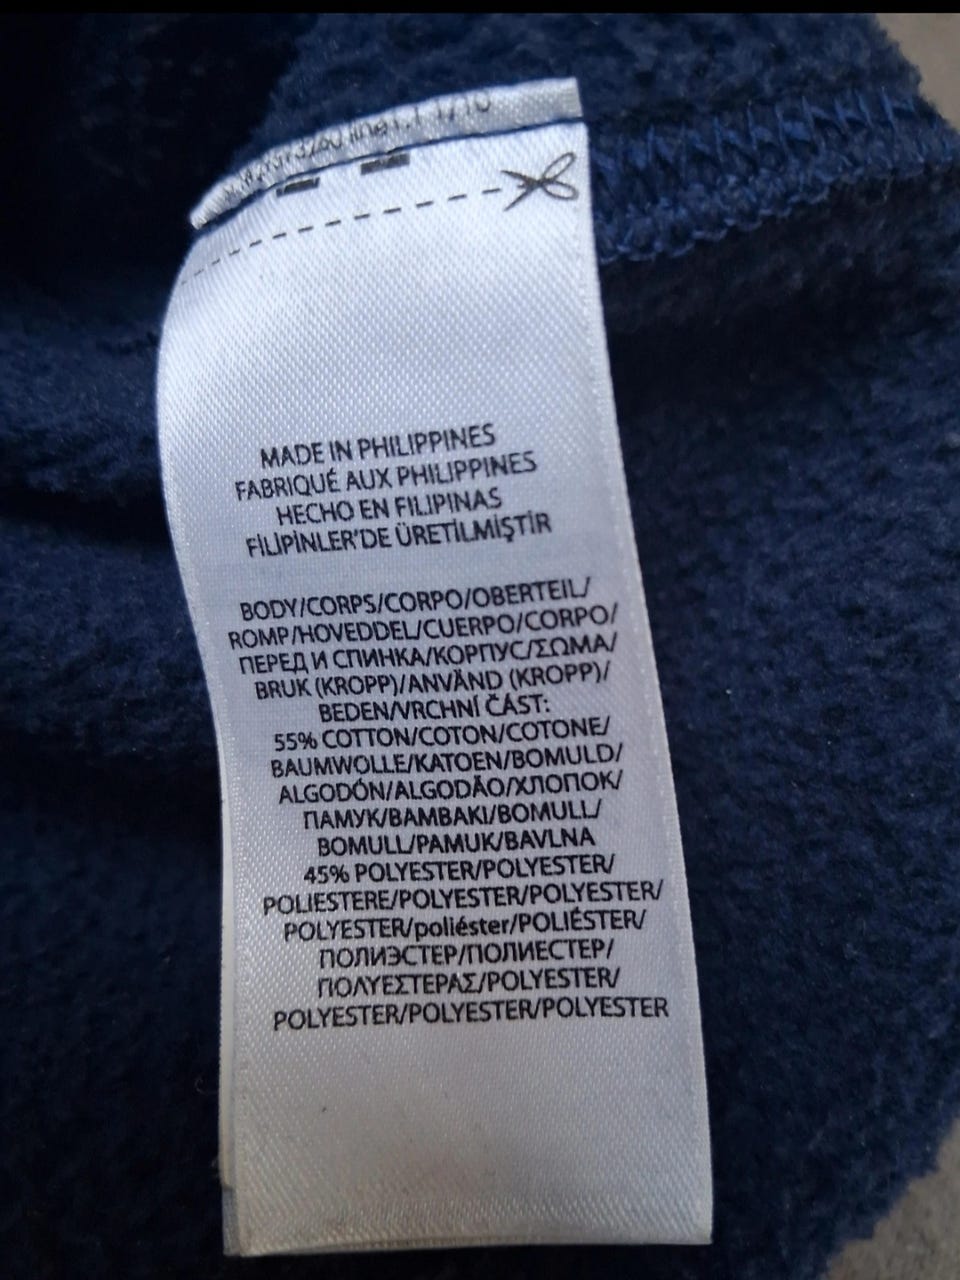 MADE IN PHILIPPINES
FABRIQUÉ AUX PHILIPPINES
HECHO EN FILIPINAS
FİLİPİNLER'DE ÜRETİLMİŞTİR
BODY/CORPS/CORPO/OBERTEIL/
ROMP/HOVEDDEL/CUERPO/CORPO/
ПЕРЕД И СПИНКА/КОРПУС/ΣΩΜΑ/
BRUK (KROPP)/ANVÄND (KROPP)/
BEDEN/VRCHNÍ ČÁST:
55% COTTON/COTON/COTONE/
BAUMWOLLE/KATOEN/BOMULD/
ALGODÓN/ALGODÃO/ХЛОПОК/
ПАМУК/ΒΑΜΒΑΚΙ/BOMULL/
BOMULL/PAMUK/BAVLNA
45% POLYESTER/POLYESTER/
POLIESTERE/POLYESTER/POLYESTER/
POLYESTER/poliéster/POLIÉSTER/
ПОЛИЭСТЕР/ПОЛИЕСТЕР/
ΠΟΛΥΕΣΤΕΡΑΣ/POLYESTER/
POLYESTER/POLYESTER/POLYESTER